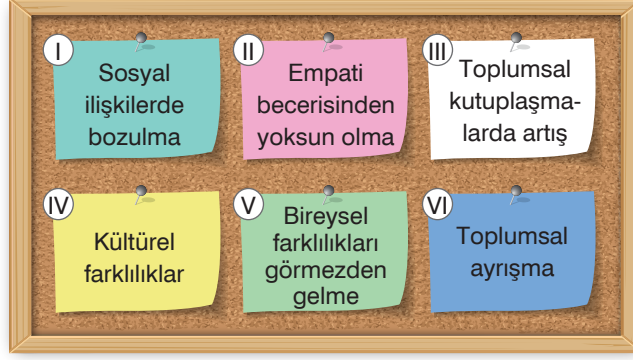 I
Sosyal
ilişkilerde
bozulma
II
Empati
becerisinden
yoksun olma
III
Toplumsal
kutuplaşma-
larda artış
IV
Kültürel
farklılıklar
V
Bireysel
farklılıkları
görmezden
gelme
VI
Toplumsal
ayrışma